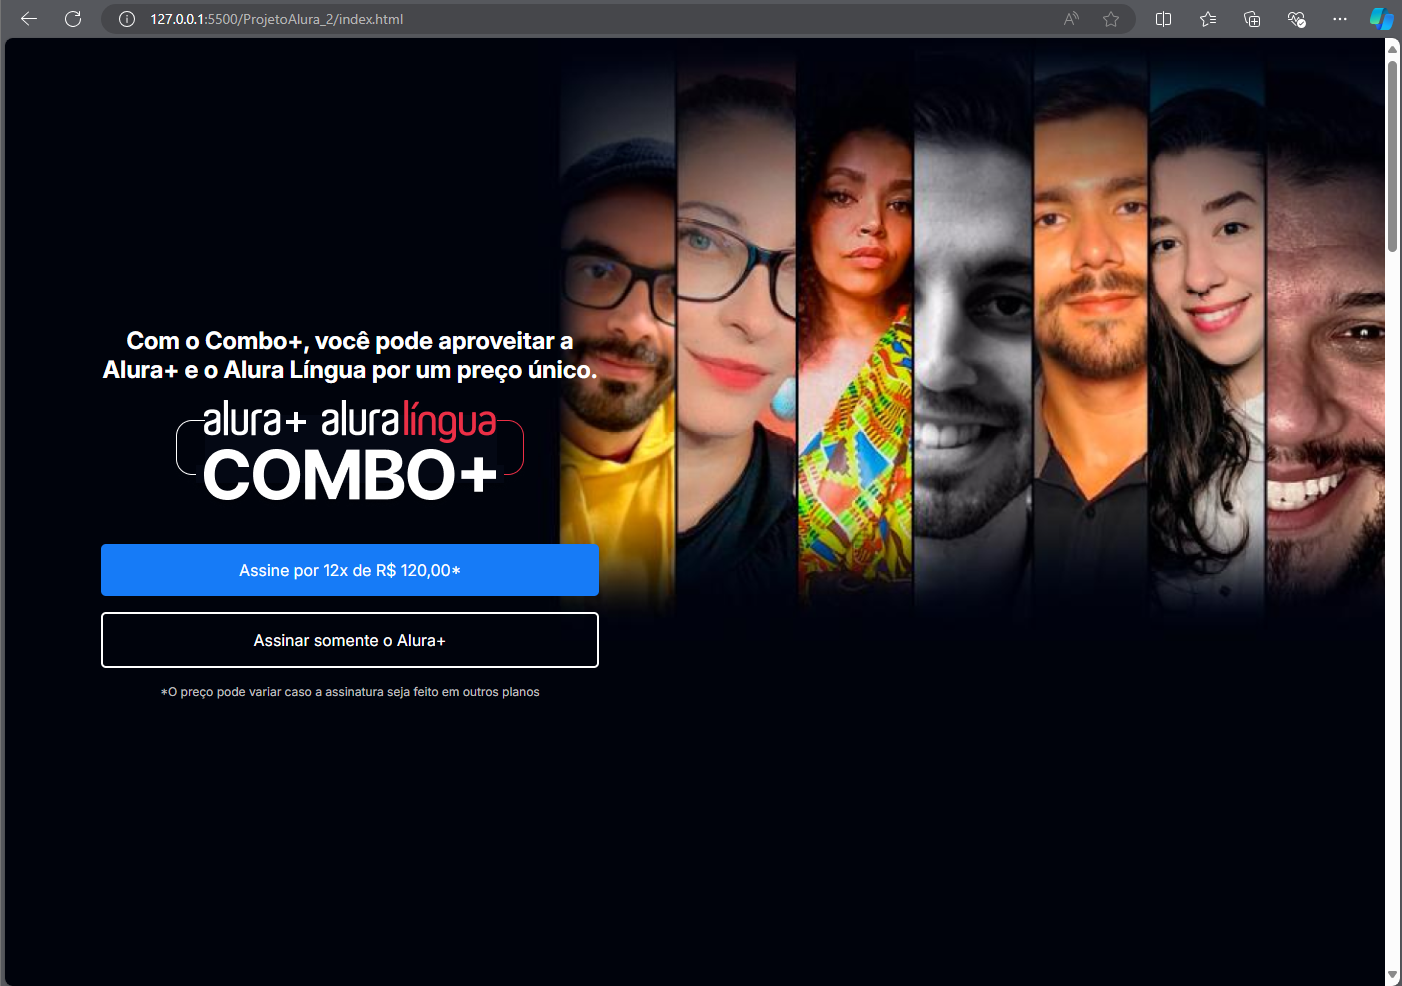 127.0.0.1:5500/ProjetoAlura_2/index.html
Com o Combo+, você pode aproveitar a
Alura+ e o Alura Língua por um preço único.
alura+ aluralíngua
COMBO+
Assine por 12x de R$ 120,00*
Assinar somente o Alura+
*O preço pode variar caso a assinatura seja feito em outros planos